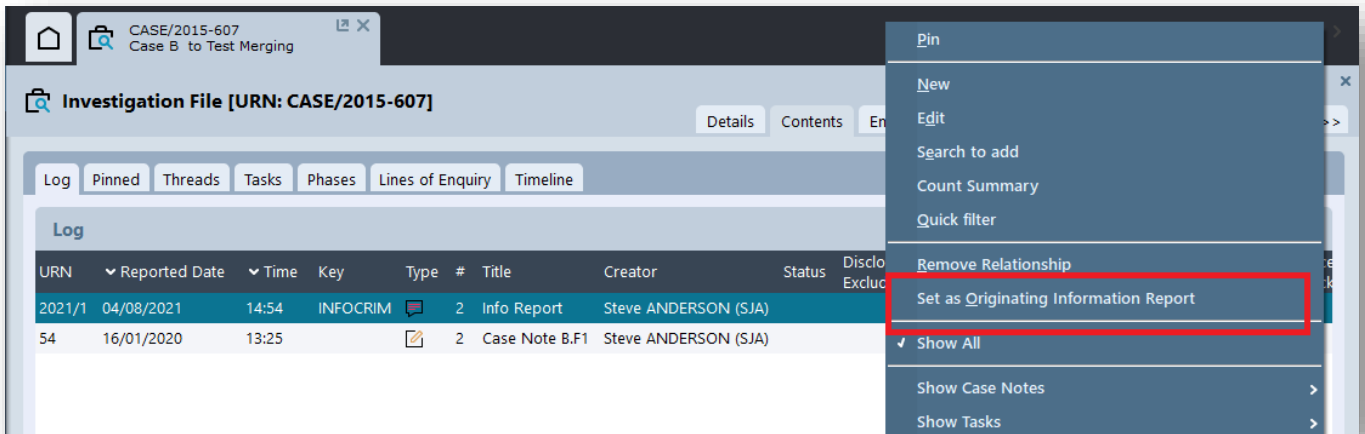 CASE/2015-607
Case B to Test Merging
Investigation File [URN: CASE/2015-607]
Details Contents En >>
Log Pinned Threads Tasks Phases Lines of Enquiry Timeline
Log
URN Reported Date Time Key Type # Title Creator Status Disclo
Exclud
2021/1 04/08/2021 14:54 INFOCRIM 2 Info Report Steve ANDERSON (SJA)
54 16/01/2020 13:25 2 Case Note B.F1 Steve ANDERSON (SJA)
Pin
New
Edit
Search to add
Count Summary
Quick filter
Remove Relationship
Set as Originating Information Report
Show All
Show Case Notes
Show Tasks